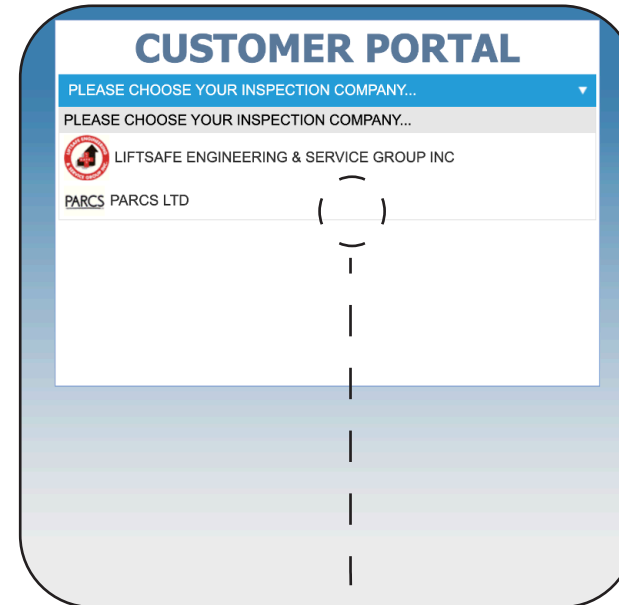 CUSTOMER PORTAL
PLEASE CHOOSE YOUR INSPECTION COMPANY...
PLEASE CHOOSE YOUR INSPECTION COMPANY...
LIFTSAFE ENGINEERING & SERVICE GROUP INC
PARCS PARCS LTD